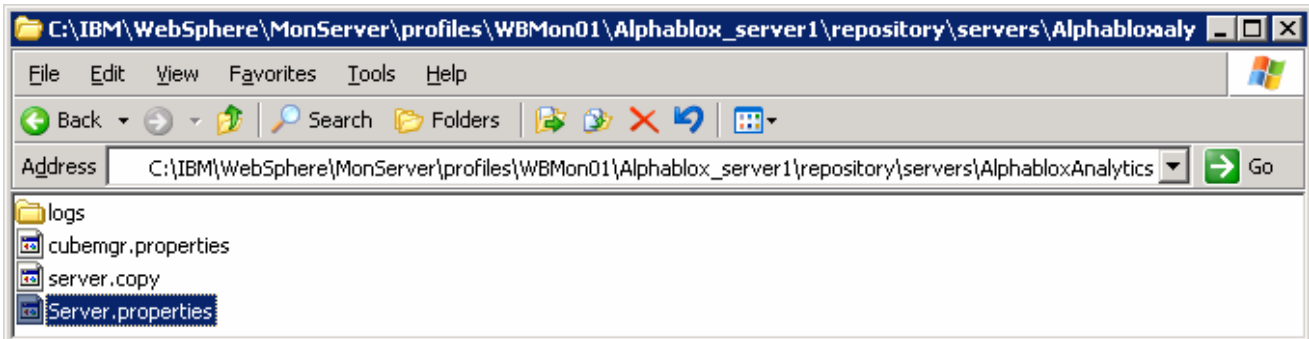 C:\IBM\WebSphere\MonServer\profiles\WBMon01\Alphablox_server1\repository\servers\Alphabloxaaly
File Edit View Favorites Tools Help
Back Search Folders
Address C:\IBM\WebSphere\MonServer\profiles\WBMon01\Alphablox_server1\repository\servers\AlphabloxAnalytics Go
logs
cubemgr.properties
server.copy
Server.properties